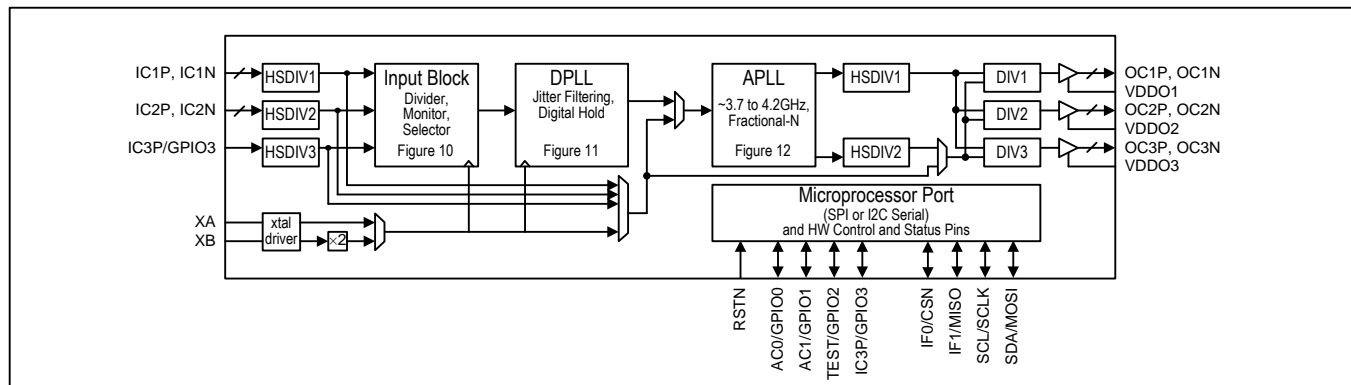 IC1P, IC1N
HSDIV1
IC2P, IC2N
HSDIV2
IC3P/GPIO3
HSDIV3
XA
XB
xtal
driver
×2
Input Block
Divider,
Monitor,
Selector
Figure 10
DPLL
Jitter Filtering,
Digital Hold
Figure 11
APLL
~3.7 to 4.2GHz,
Fractional-N
Figure 12
HSDIV1
HSDIV2
DIV1
DIV2
DIV3
OC1P, OC1N
VDDO1
OC2P, OC2N
VDDO2
OC3P, OC3N
VDDO3
Microprocessor Port
(SPI or I2C Serial)
and HW Control and Status Pins
RSTN
AC0/GPIO0
AC1/GPIO1
TEST/GPIO2
IC3P/GPIO3
IF0/CSN
IF1/MISO
SCL/SCLK
SDA/MOSI